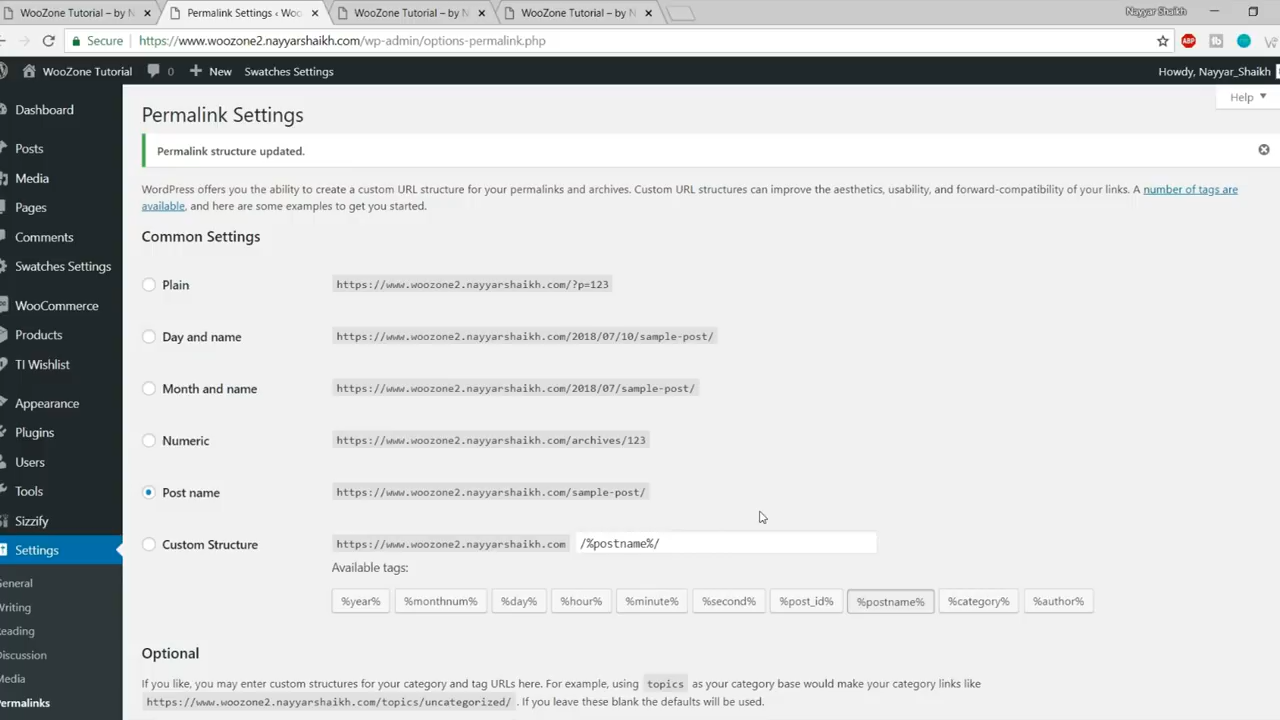 WooZone Tutorial – by N
Permalink Settings ‹ Woo
WooZone Tutorial – by N
WooZone Tutorial – by N
Nayyar Shaikh
Secure
https://www.woozone2.nayyarshaikh.com/wp-admin/options-permalink.php
ABP
WooZone Tutorial
0
New
Swatches Settings
Howdy, Nayyar_Shaikh
Help
Dashboard
Posts
Media
Pages
Comments
Swatches Settings
WooCommerce
Products
TI Wishlist
Appearance
Plugins
Users
Tools
Sizzify
Settings
General
Writing
Reading
Discussion
Media
Permalinks
Permalink Settings
Permalink structure updated.
WordPress offers you the ability to create a custom URL structure for your permalinks and archives. Custom URL structures can improve the aesthetics, usability, and forward-compatibility of your links. A number of tags are
available, and here are some examples to get you started.
Common Settings
Plain
https://www.woozone2.nayyarshaikh.com/?p=123
Day and name
https://www.woozone2.nayyarshaikh.com/2018/07/10/sample-post/
Month and name
https://www.woozone2.nayyarshaikh.com/2018/07/sample-post/
Numeric
https://www.woozone2.nayyarshaikh.com/archives/123
Post name
https://www.woozone2.nayyarshaikh.com/sample-post/
Custom Structure
https://www.woozone2.nayyarshaikh.com
/%postname%/
Available tags:
%year%
%monthnum%
%day%
%hour%
%minute%
%second%
%post_id%
%postname%
%category%
%author%
Optional
If you like, you may enter custom structures for your category and tag URLs here. For example, using topics as your category base would make your category links like
https://www.woozone2.nayyarshaikh.com/topics/uncategorized/ . If you leave these blank the defaults will be used.